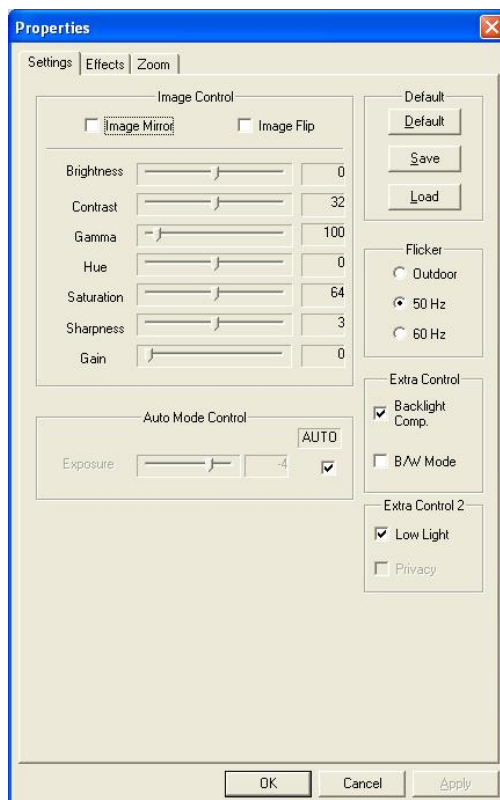 Properties
Settings Effects Zoom
Image Control
Image Mirror Image Flip
Brightness 0
Contrast 32
Gamma 100
Hue 0
Saturation 64
Sharpness 3
Gain 0
Auto Mode Control
AUTO
Exposure -4
Default
Default
Save
Load
Flicker
Outdoor
50 Hz
60 Hz
Extra Control
Backlight
Comp.
B/W Mode
Extra Control 2
Low Light
Privacy
OK Cancel Apply